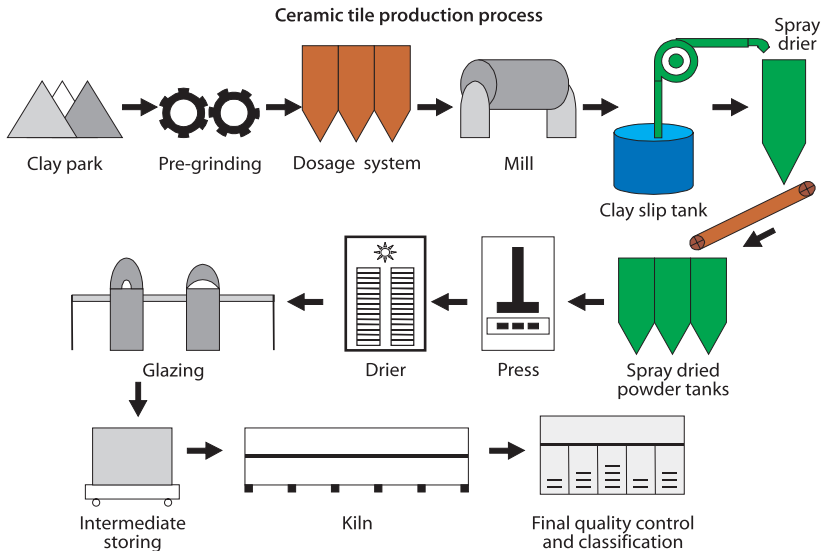 Ceramic tile production process
Spray
drier
Clay park
Pre-grinding
Dosage system
Mill
Clay slip tank
Glazing
Drier
Press
Spray dried
powder tanks
Intermediate
storing
Kiln
Final quality control
and classification